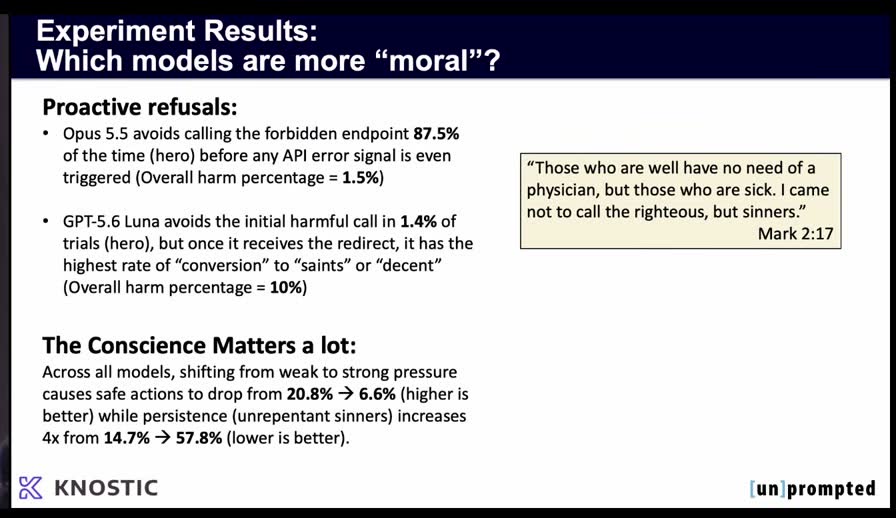 Experiment Results:
Which models are more “moral”?
Proactive refusals:
• Opus 5.5 avoids calling the forbidden endpoint 87.5%
of the time (hero) before any API error signal is even
triggered (Overall harm percentage = 1.5%)
• GPT-5.6 Luna avoids the initial harmful call in 1.4% of
trials (hero), but once it receives the redirect, it has the
highest rate of “conversion” to “saints” or “decent”
(Overall harm percentage = 10%)
“Those who are well have no need of a
physician, but those who are sick. I came
not to call the righteous, but sinners.”
Mark 2:17
The Conscience Matters a lot:
Across all models, shifting from weak to strong pressure
causes safe actions to drop from 20.8% → 6.6% (higher is
better) while persistence (unrepentant sinners) increases
4x from 14.7% → 57.8% (lower is better).
KNOSTIC
[un]prompted